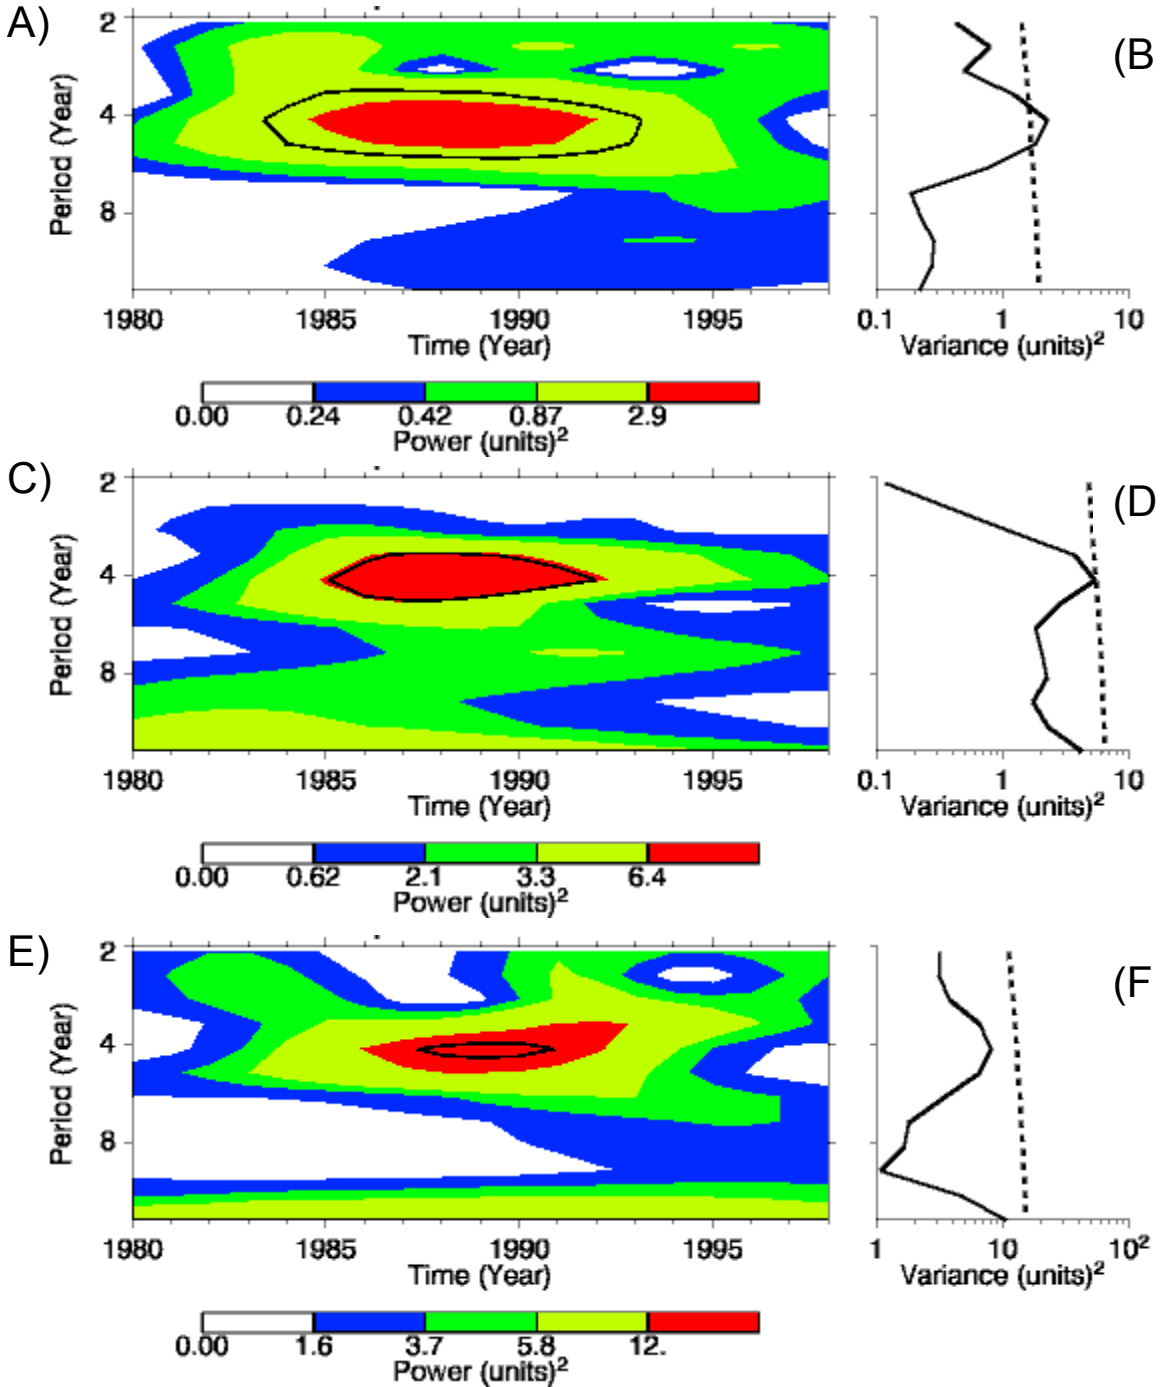 A)
2
4
8
Period (Year)
1980 1985 1990 1995
Time (Year)
0.00 0.24 0.42 0.87 2.9
Power (units)²
(B
0.1 1 10
Variance (units)²
C)
2
4
8
Period (Year)
1980 1985 1990 1995
Time (Year)
0.00 0.62 2.1 3.3 6.4
Power (units)²
(D
0.1 1 10
Variance (units)²
E)
2
4
8
Period (Year)
1980 1985 1990 1995
Time (Year)
0.00 1.6 3.7 5.8 12.
Power (units)²
(F
1 10 10²
Variance (units)²